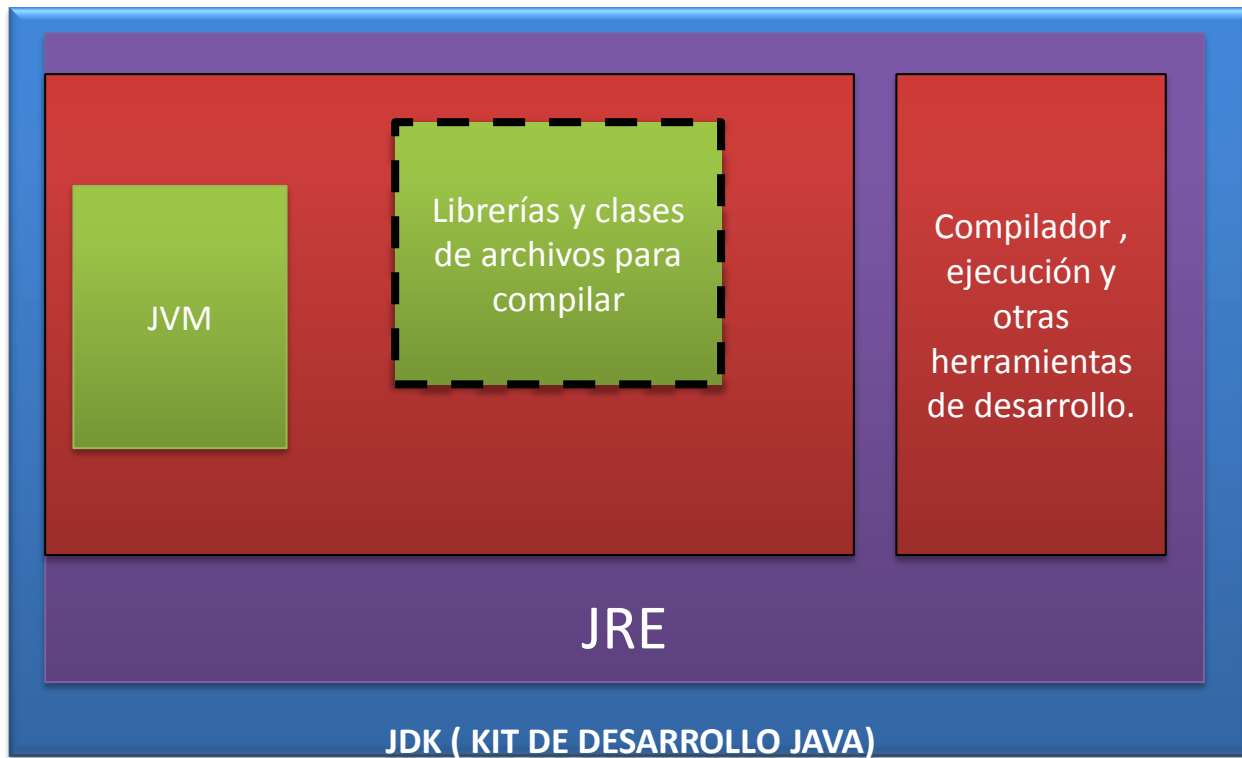 JVM
Librerías y clases
de archivos para
compilar
Compilador ,
ejecución y
otras
herramientas
de desarrollo.
JRE
JDK ( KIT DE DESARROLLO JAVA)